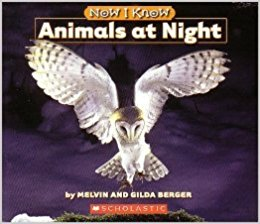 Now I Know
Animals at Night
by MELVIN AND GILDA BERGER
SCHOLASTIC